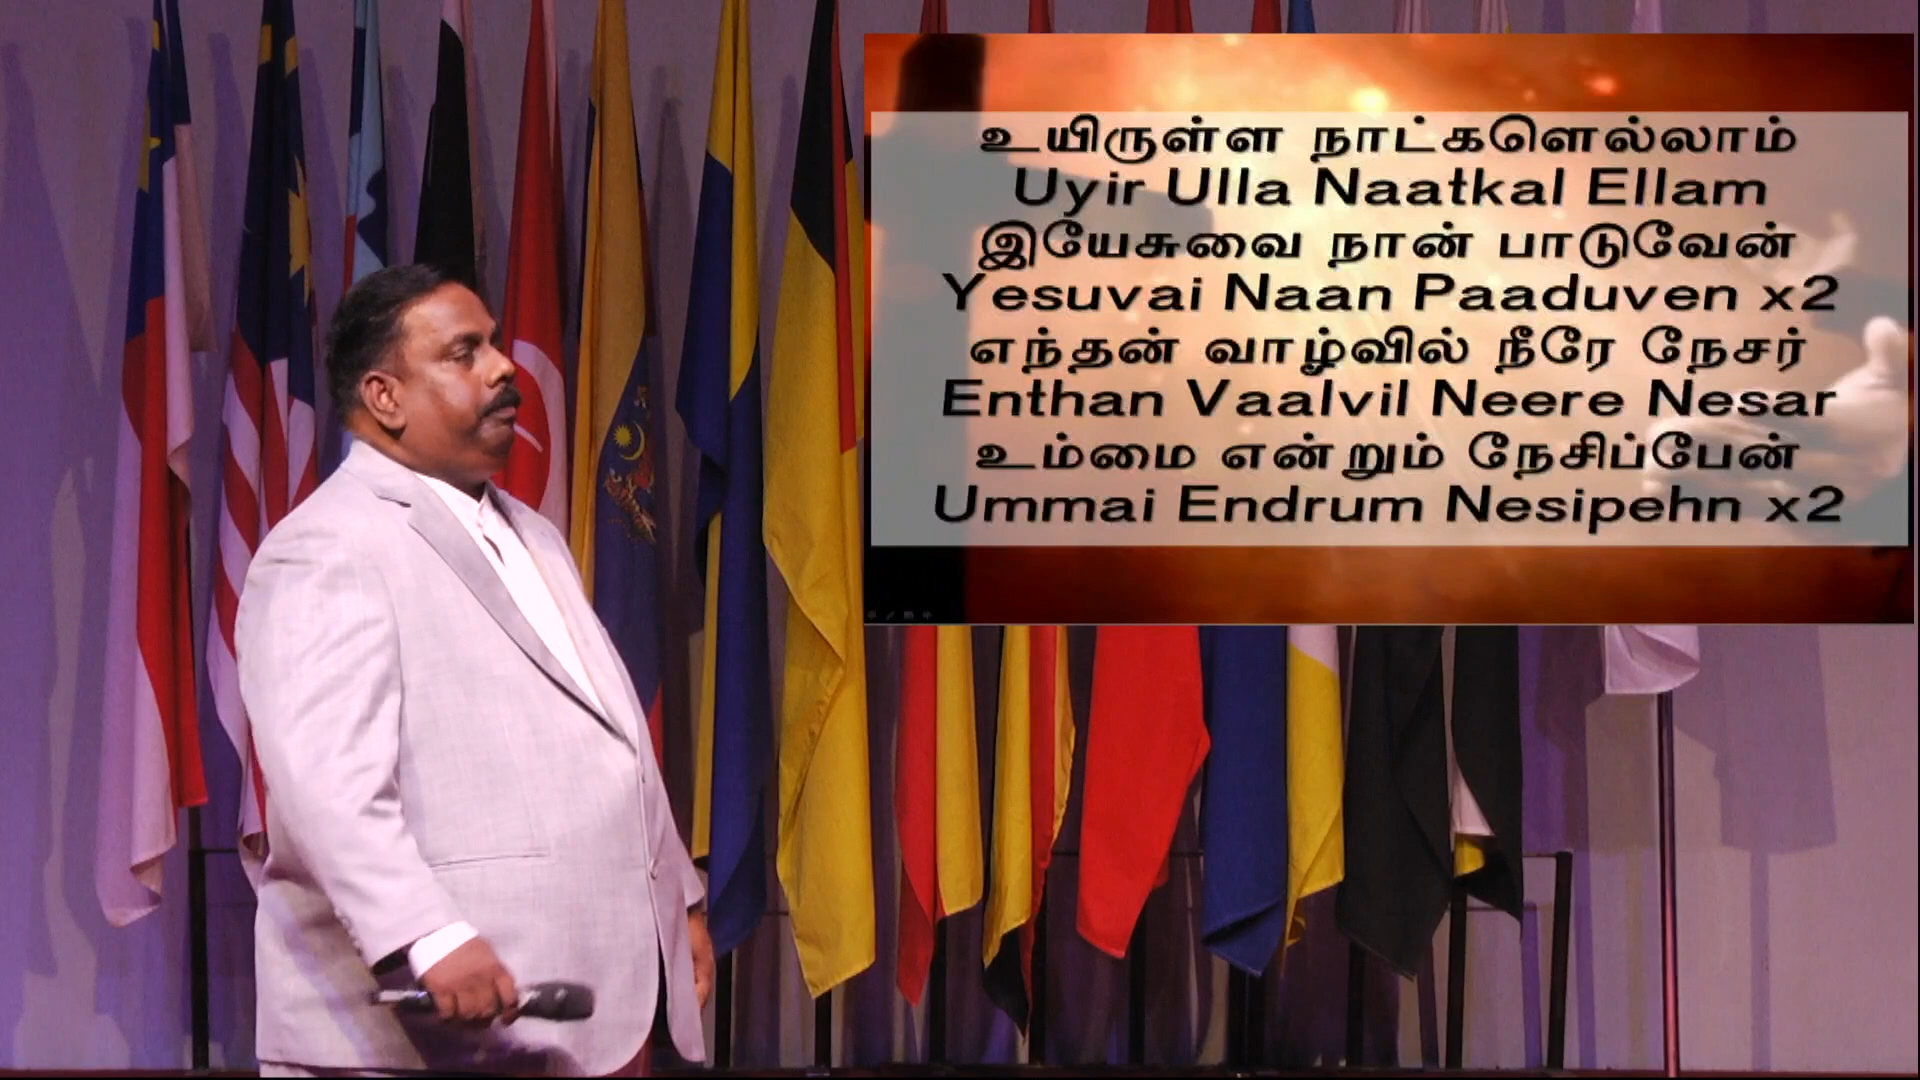 உயிருள்ள நாட்களெல்லாம்
Uyir Ulla Naatkal Ellam
இயேசுவை நான் பாடுவேன்
Yesuvai Naan Paaduven x2
எந்தன் வாழ்வில் நீரே நேசர்
Enthan Vaalvil Neere Nesar
உம்மை என்றும் நேசிப்பேன்
Ummai Endrum Nesipehn x2